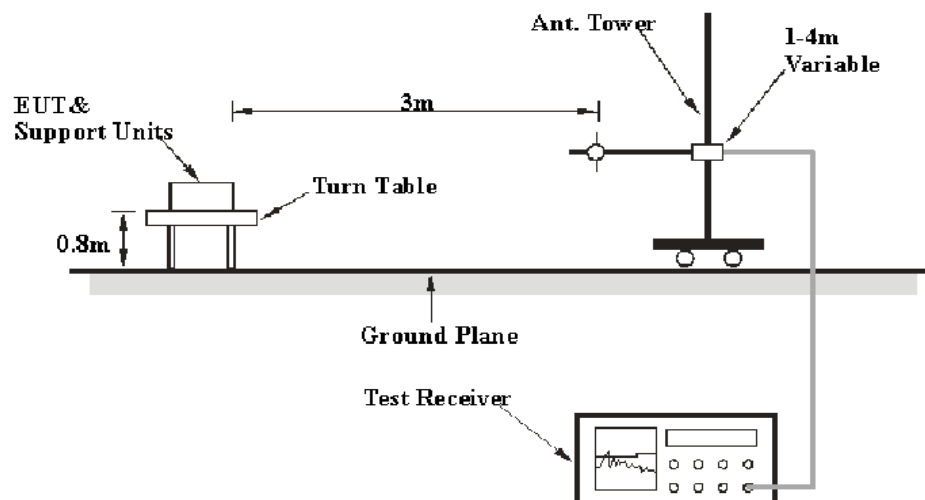 Ant. Tower
1-4m
Variable
3m
EUT&
Support Units
Turn Table
0.8m
Ground Plane
Test Receiver